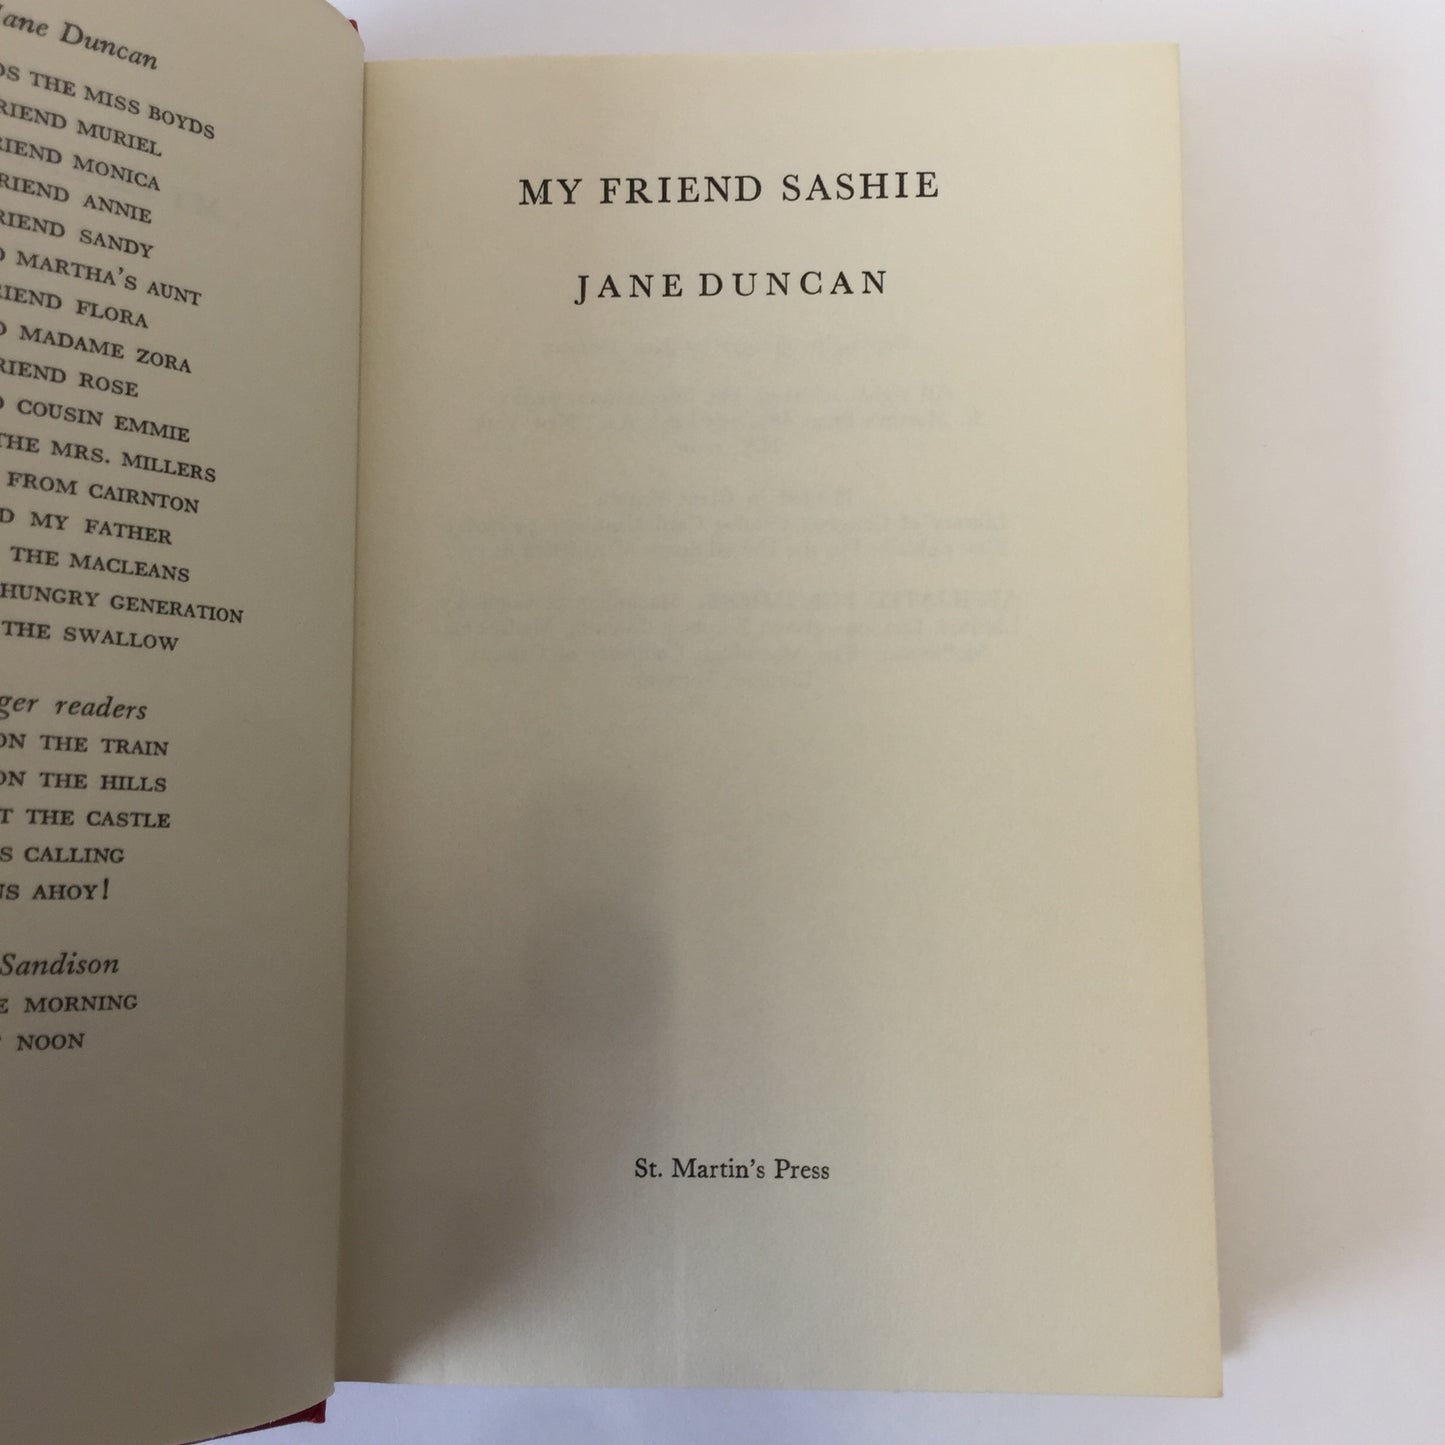 Jane Duncan
THE MISS BOYDS
FRIEND MURIEL
FRIEND MONICA
FRIEND ANNIE
FRIEND SANDY
MARTHA'S AUNT
FRIEND FLORA
MADAME ZORA
FRIEND ROSE
COUSIN EMMIE
THE MRS. MILLERS
FROM CAIRNTON
MY FATHER
THE MACLEANS
HUNGRY GENERATION
THE SWALLOW
readers
ON THE TRAIN
ON THE HILLS
THE CASTLE
CALLING
AHOY!
Sandison
MORNING
NOON
MY FRIEND SASHIE
JANE DUNCAN
St. Martin's Press